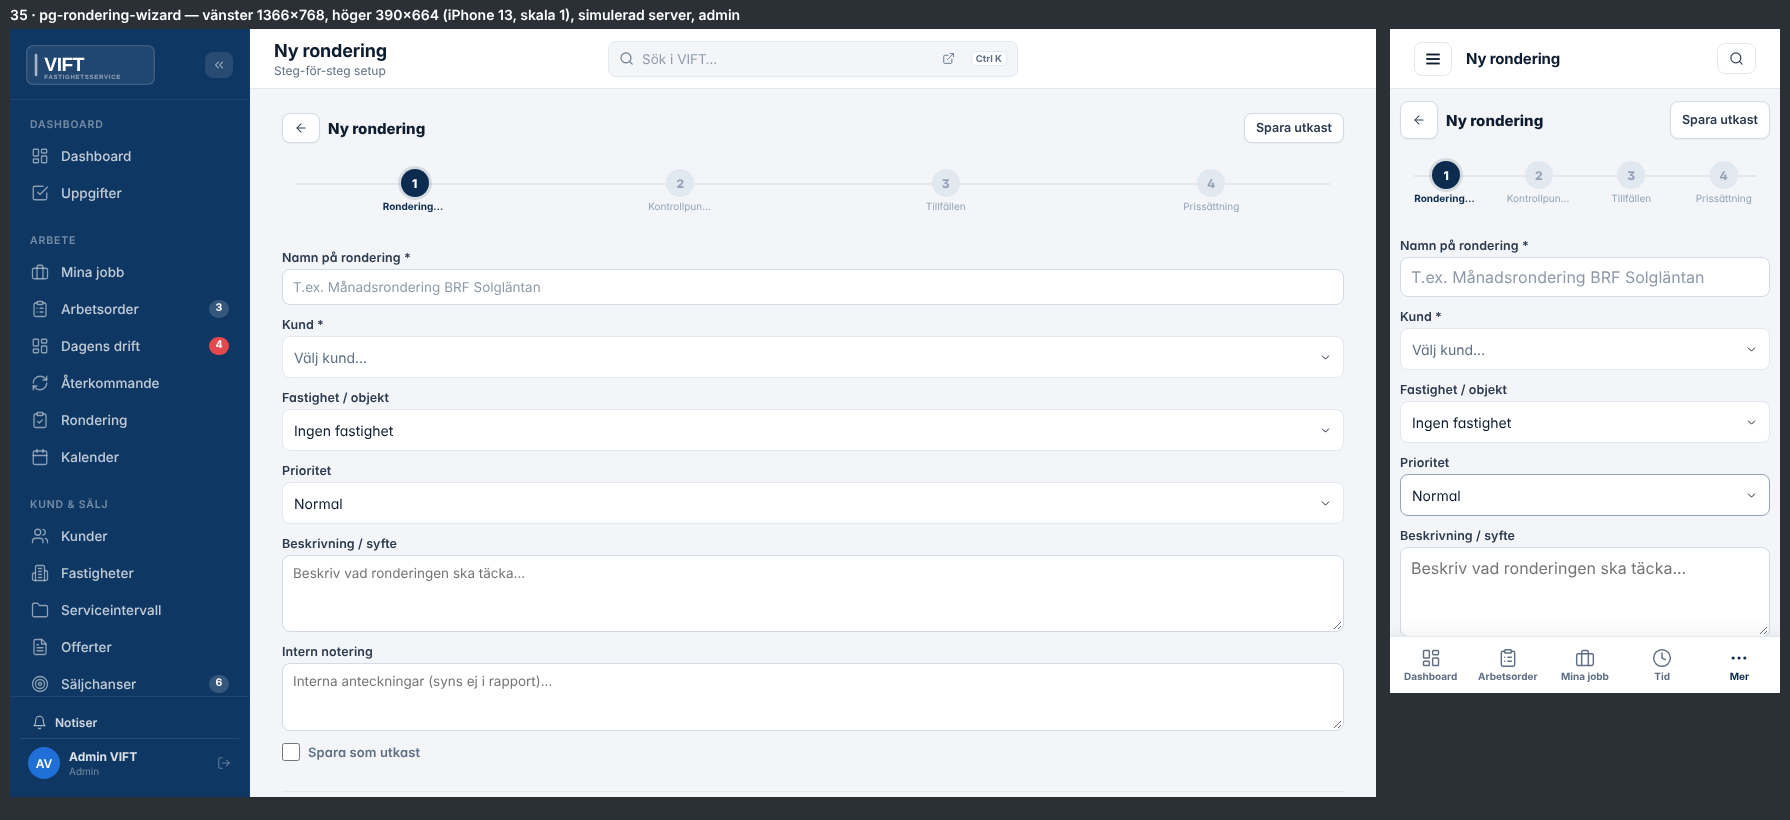 35 · pg-rondering-wizard — vänster 1366×768, höger 390×664 (iPhone 13, skala 1), simulerad server, admin
VIFT
FASTIGHETSSERVICE
DASHBOARD
Dashboard
Uppgifter
ARBETE
Mina jobb
Arbetsorder 3
Dagens drift 4
Återkommande
Rondering
Kalender
KUND & SÄLJ
Kunder
Fastigheter
Serviceintervall
Offerter
Säljchanser 6
Notiser
AV
Admin VIFT
Admin
Ny rondering
Steg-för-steg setup
Sök i VIFT...
Ctrl K
Ny rondering
Spara utkast
1 2 3 4
Rondering... Kontrollpun... Tillfällen Prissättning
Namn på rondering *
T.ex. Månadsrondering BRF Solgläntan
Kund *
Välj kund...
Fastighet / objekt
Ingen fastighet
Prioritet
Normal
Beskrivning / syfte
Beskriv vad ronderingen ska täcka...
Intern notering
Interna anteckningar (syns ej i rapport)...
Spara som utkast
Ny rondering
Ny rondering
Spara utkast
1 2 3 4
Rondering... Kontrollpun... Tillfällen Prissättning
Namn på rondering *
T.ex. Månadsrondering BRF Solgläntan
Kund *
Välj kund...
Fastighet / objekt
Ingen fastighet
Prioritet
Normal
Beskrivning / syfte
Beskriv vad ronderingen ska täcka...
Dashboard Arbetsorder Mina jobb Tid Mer